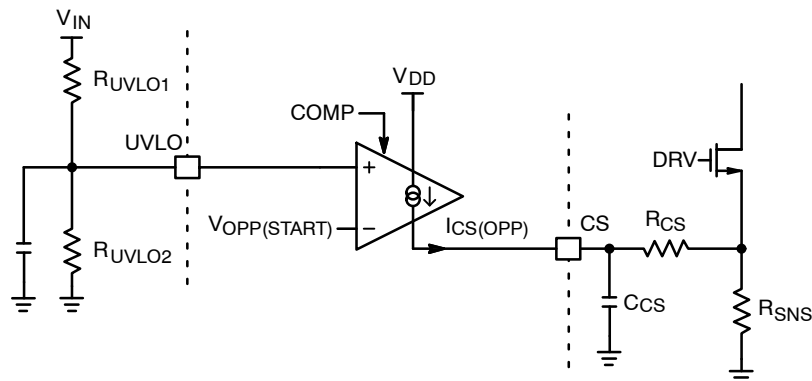 VIN
RUVLO1
VDD
COMP
UVLO
DRV
+
VOPP(START)
−
ICS(OPP)
CS
RCS
RUVLO2
CCS
RSNS